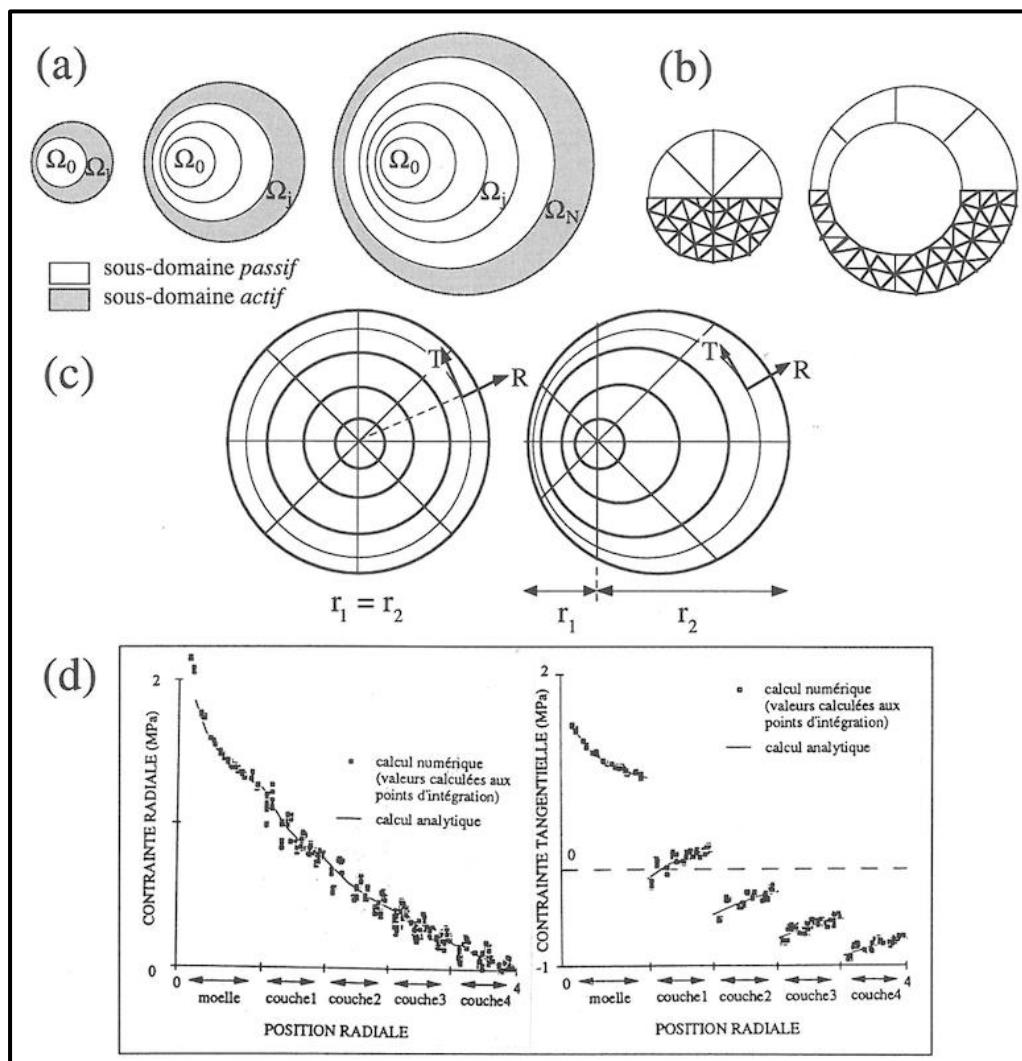 (a)
Ω0
Ωi
Ω0
Ωj
Ω0
Ωj
ΩN
sous-domaine passif
sous-domaine actif
(b)
(c)
T
R
T
R
r1 = r2
r1
r2
(d)
CONTRAINTE RADIALE (MPa)
2
0
calcul numérique
(valeurs calculées aux
points d'intégration)
calcul analytique
0
4
moelle
couche1
couche2
couche3
couche4
POSITION RADIALE
CONTRAINTE TANGENTIELLE (MPa)
2
0
-1
calcul numérique
(valeurs calculées aux
points d'intégration)
calcul analytique
0
4
moelle
couche1
couche2
couche3
couche4
POSITION RADIALE